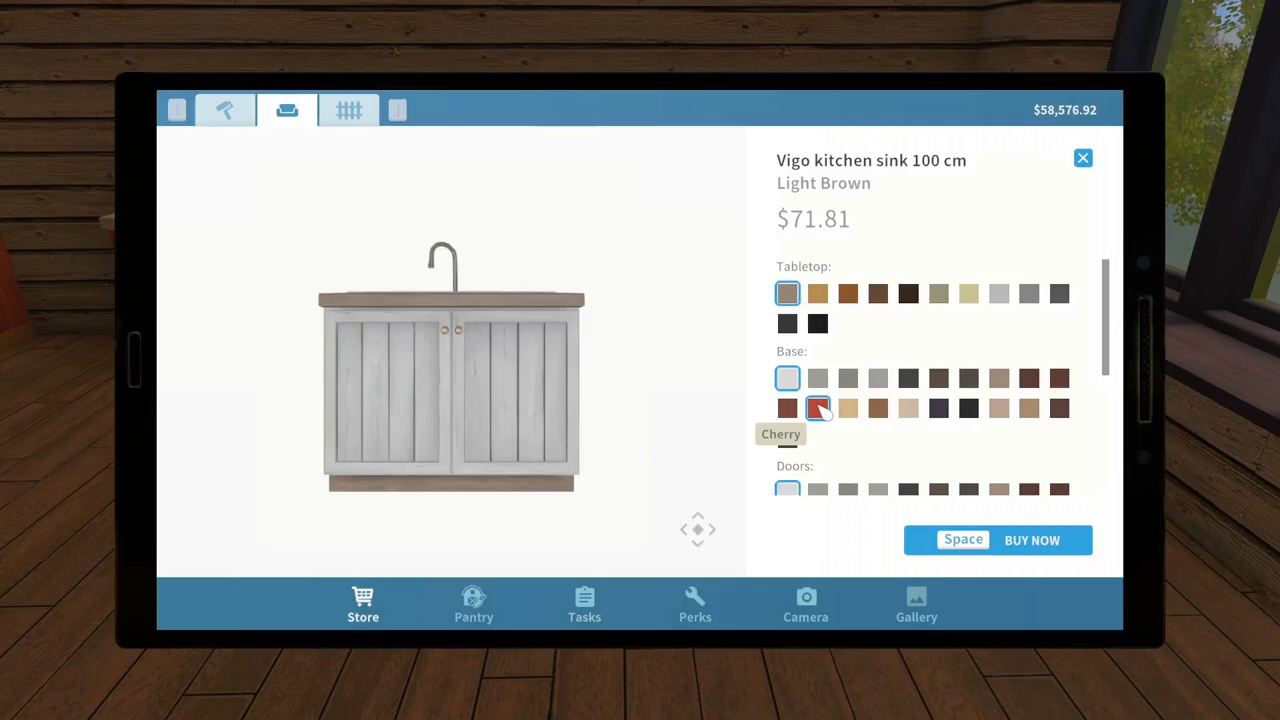 $58,576.92
Vigo kitchen sink 100 cm
Light Brown
$71.81
Tabletop:
Base:
Cherry
Doors:
Space BUY NOW
Store Pantry Tasks Perks Camera Gallery